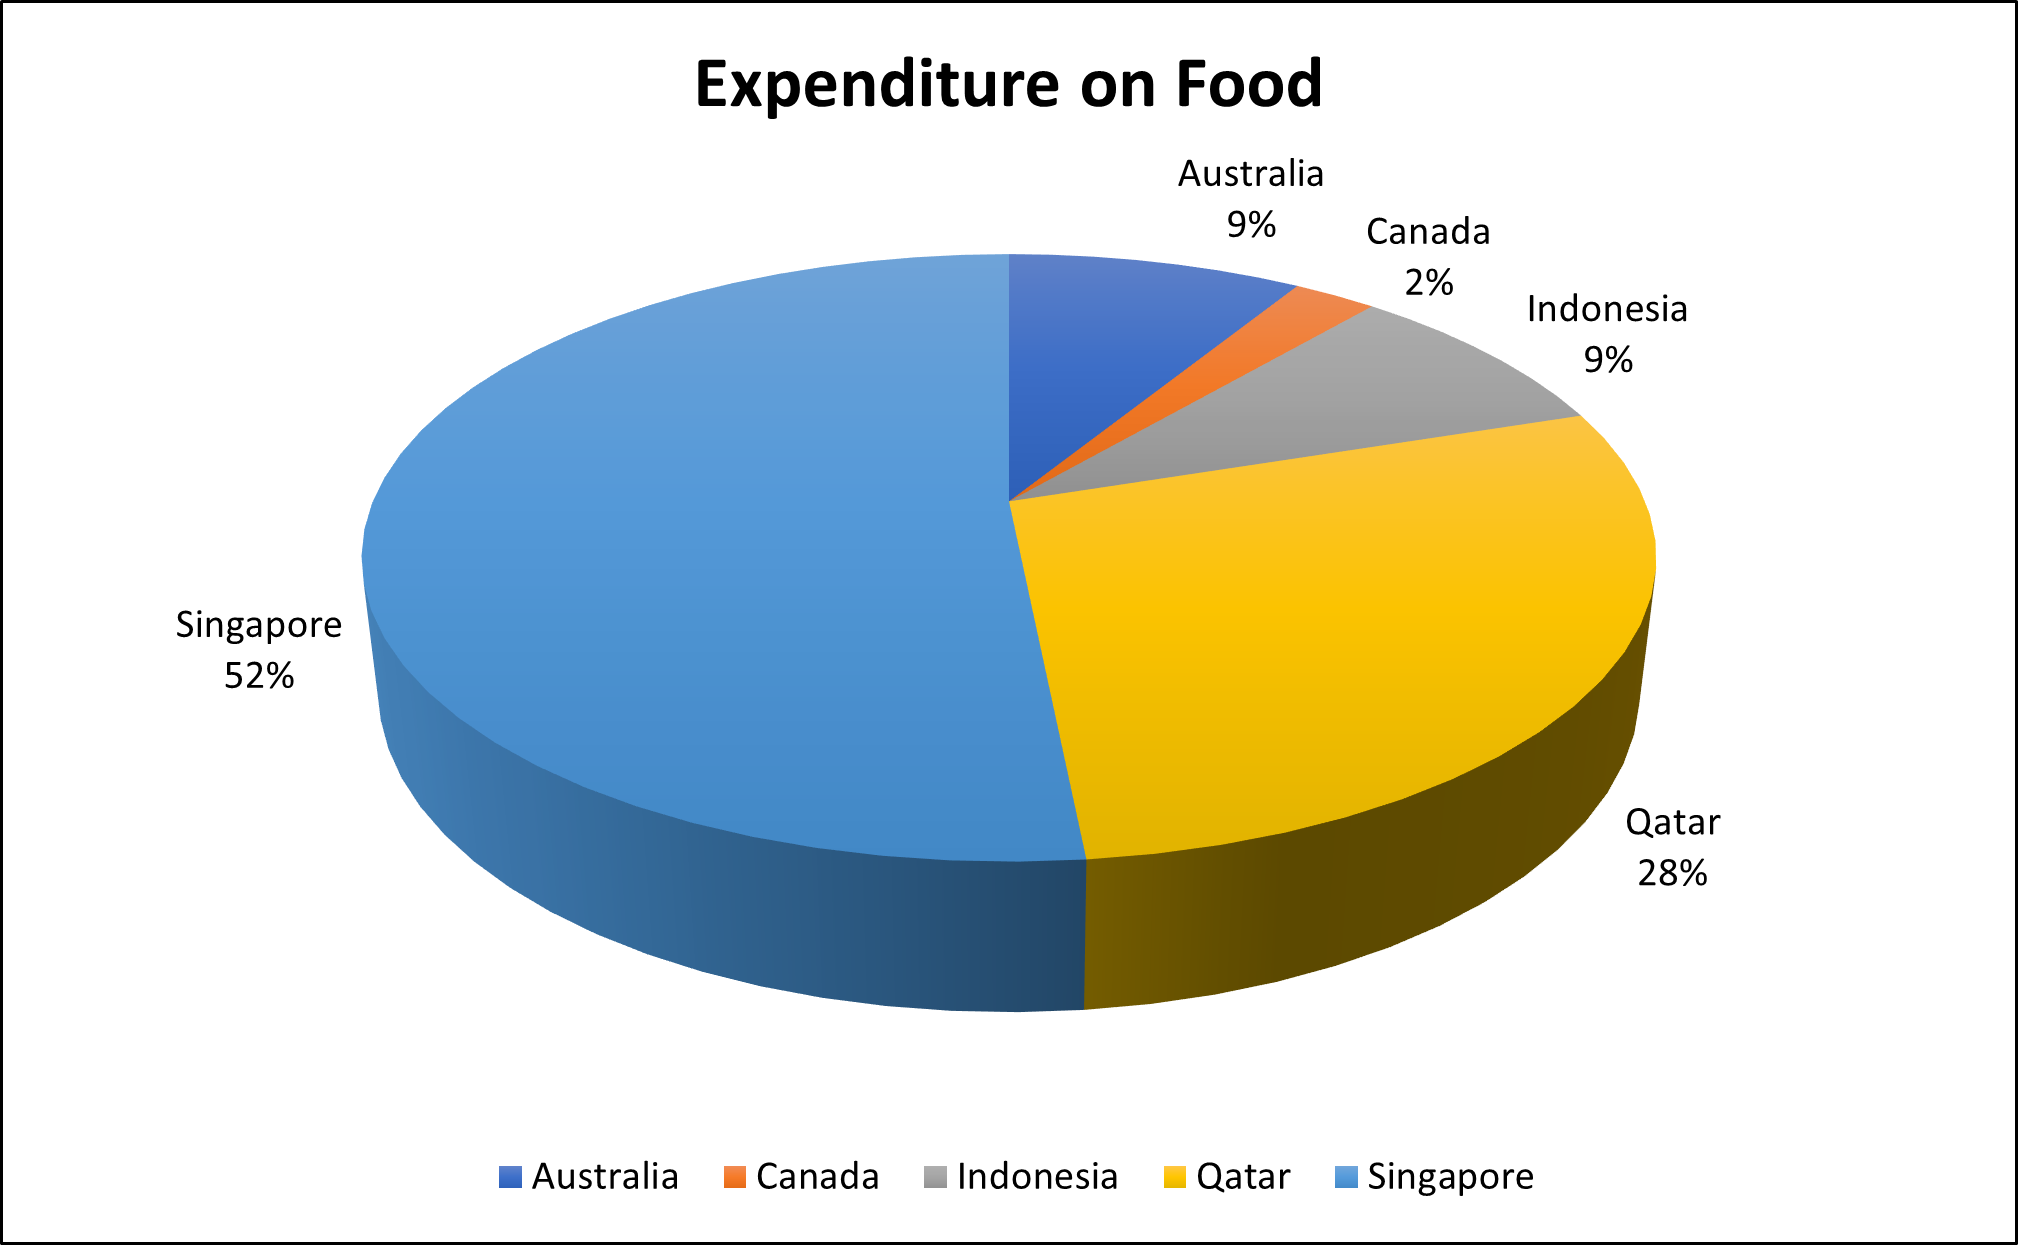 Expenditure on Food
Australia
9%
Canada
2%
Indonesia
9%
Singapore
52%
Qatar
28%
Australia Canada Indonesia Qatar Singapore